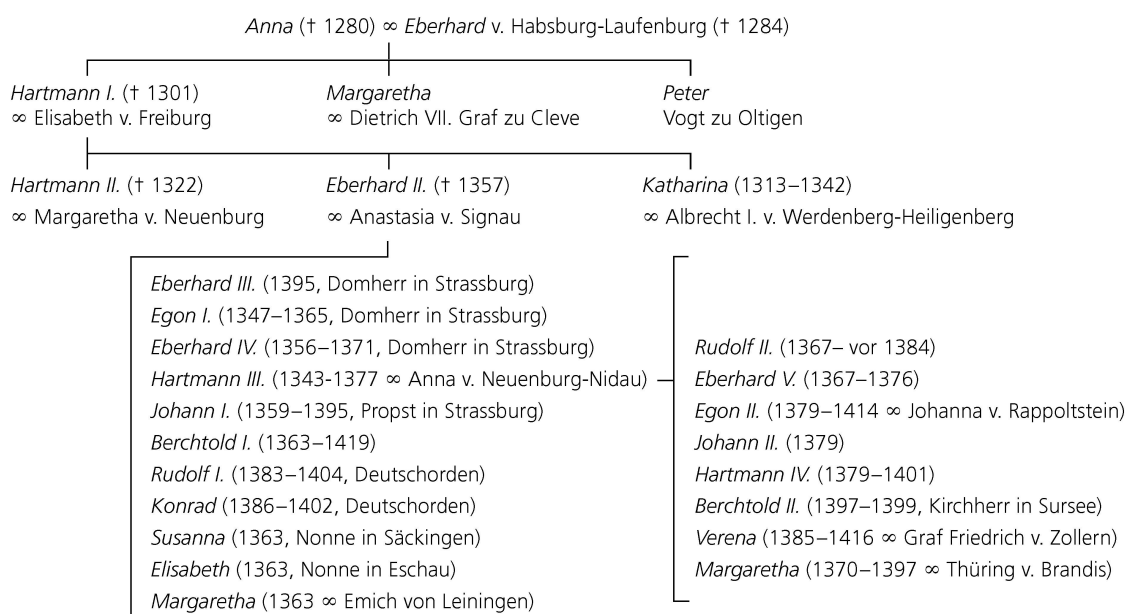 Anna († 1280) ∞ Eberhard v. Habsburg-Laufenburg († 1284)
Hartmann I. († 1301)
∞ Elisabeth v. Freiburg
Margaretha
∞ Dietrich VII. Graf zu Cleve
Peter
Vogt zu Oltigen
Hartmann II. († 1322)
∞ Margaretha v. Neuenburg
Eberhard II. († 1357)
∞ Anastasia v. Signau
Katharina (1313–1342)
∞ Albrecht I. v. Werdenberg-Heiligenberg
Eberhard III. (1395, Domherr in Strassburg)
Egon I. (1347–1365, Domherr in Strassburg)
Eberhard IV. (1356–1371, Domherr in Strassburg)
Hartmann III. (1343-1377 ∞ Anna v. Neuenburg-Nidau)
Johann I. (1359–1395, Propst in Strassburg)
Berchtold I. (1363–1419)
Rudolf I. (1383–1404, Deutschorden)
Konrad (1386–1402, Deutschorden)
Susanna (1363, Nonne in Säckingen)
Elisabeth (1363, Nonne in Eschau)
Margaretha (1363 ∞ Emich von Leiningen)
Rudolf II. (1367– vor 1384)
Eberhard V. (1367–1376)
Egon II. (1379–1414 ∞ Johanna v. Rappoltstein)
Johann II. (1379)
Hartmann IV. (1379–1401)
Berchtold II. (1397–1399, Kirchherr in Sursee)
Verena (1385–1416 ∞ Graf Friedrich v. Zollern)
Margaretha (1370–1397 ∞ Thüring v. Brandis)